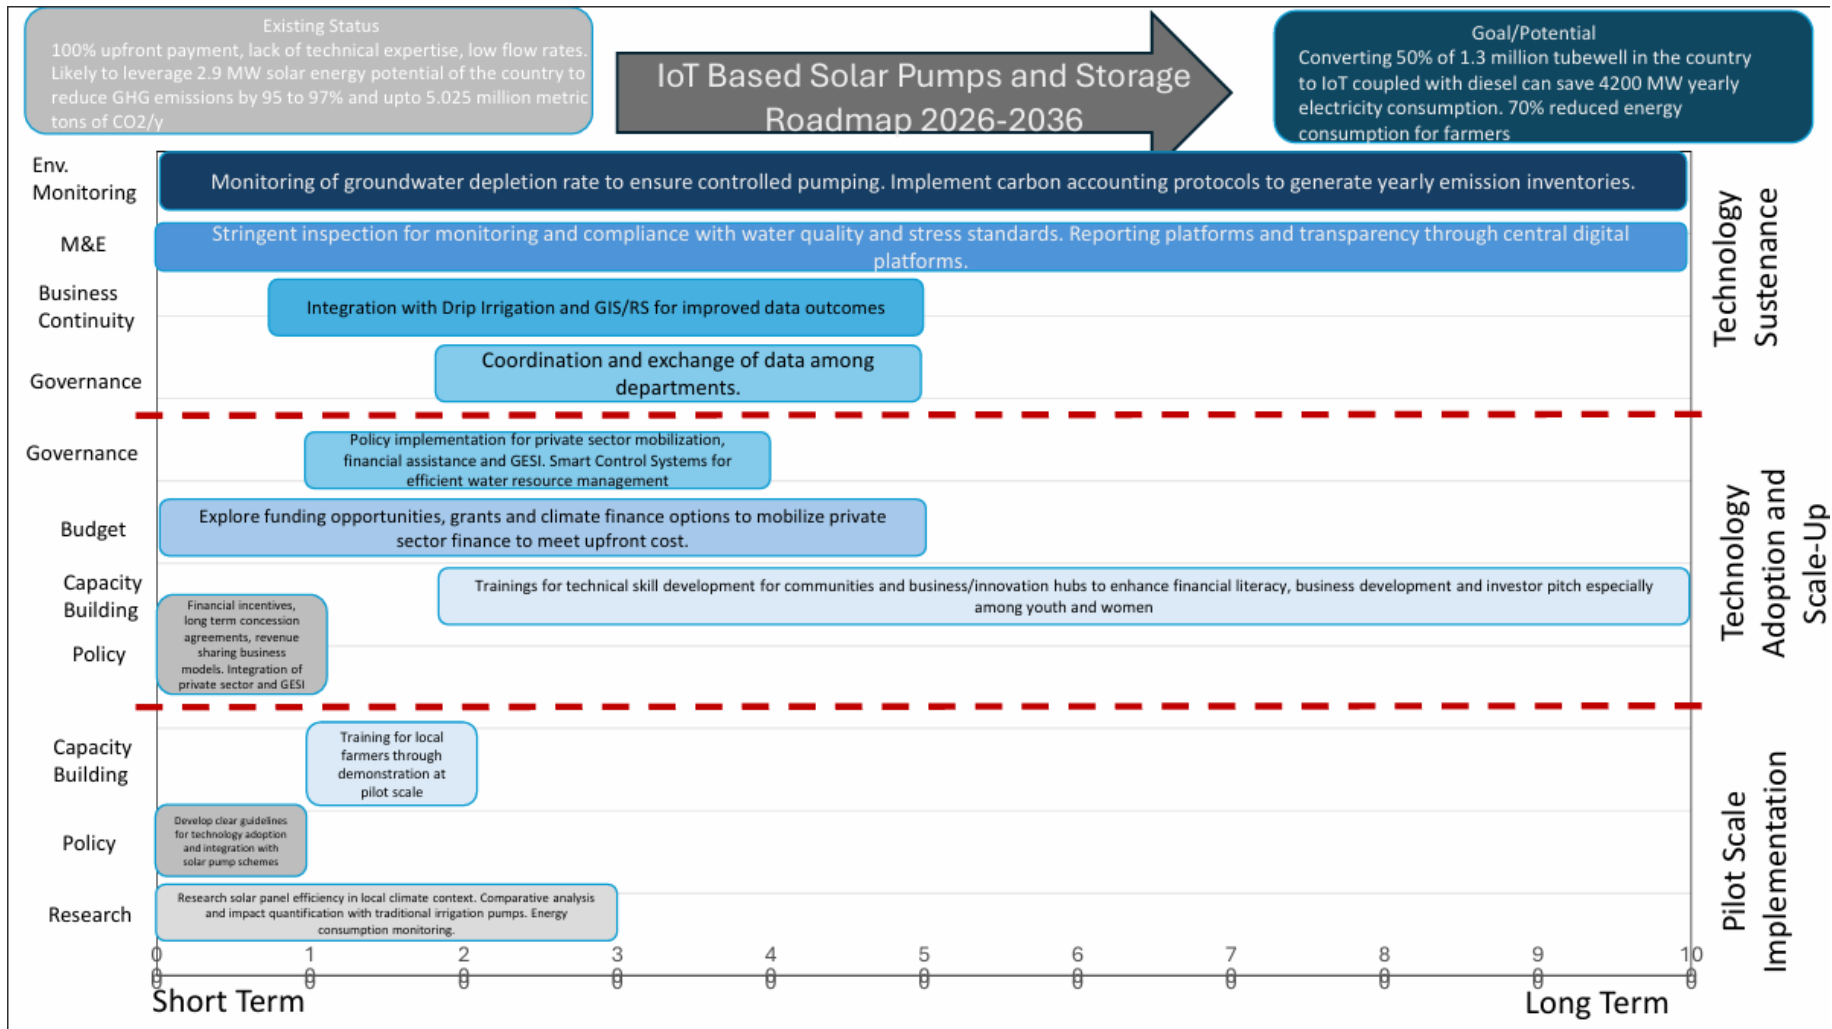 Existing Status
100% upfront payment, lack of technical expertise, low flow rates.
Likely to leverage 2.9 MW solar energy potential of the country to
reduce GHG emissions by 95 to 97% and upto 5.025 million metric
tons of CO2/y
IoT Based Solar Pumps and Storage
Roadmap 2026-2036
Goal/Potential
Converting 50% of 1.3 million tubewell in the country
to IoT coupled with diesel can save 4200 MW yearly
electricity consumption. 70% reduced energy
consumption for farmers
Env.
Monitoring
Monitoring of groundwater depletion rate to ensure controlled pumping. Implement carbon accounting protocols to generate yearly emission inventories.
M&E
Stringent inspection for monitoring and compliance with water quality and stress standards. Reporting platforms and transparency through central digital
platforms.
Business
Continuity
Integration with Drip Irrigation and GIS/RS for improved data outcomes
Governance
Coordination and exchange of data among
departments.
Technology
Sustenance
Governance
Policy implementation for private sector mobilization,
financial assistance and GESI. Smart Control Systems for
efficient water resource management
Budget
Explore funding opportunities, grants and climate finance options to mobilize private
sector finance to meet upfront cost.
Capacity
Building
Trainings for technical skill development for communities and business/innovation hubs to enhance financial literacy, business development and investor pitch especially
among youth and women
Policy
Financial incentives,
long term concession
agreements, revenue
sharing business
models. Integration of
private sector and GESI
Technology
Adoption and
Scale-Up
Capacity
Building
Training for local
farmers through
demonstration at
pilot scale
Policy
Develop clear guidelines
for technology adoption
and integration with
solar pump schemes
Research
Research solar panel efficiency in local climate context. Comparative analysis
and impact quantification with traditional irrigation pumps. Energy
consumption monitoring.
Pilot Scale
Implementation
0 1 2 3 4 5 6 7 8 9 10
0 0 0 0 0 0 0 0 0 0 0
Short Term
Long Term